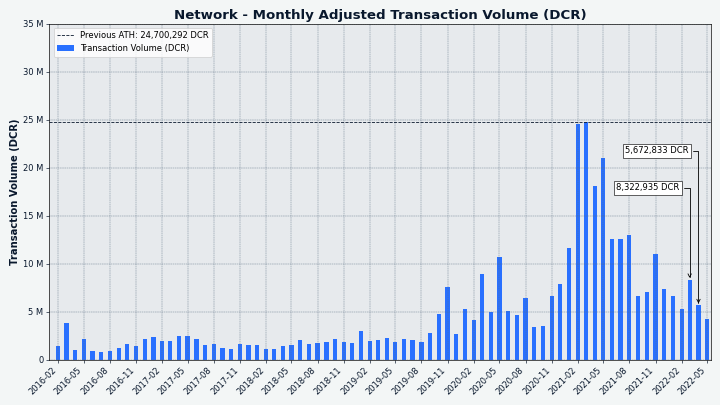 Network - Monthly Adjusted Transaction Volume (DCR)
35 M
Previous ATH: 24,700,292 DCR
Transaction Volume (DCR)
30 M
25 M
5,672,833 DCR
20 M
8,322,935 DCR
15 M
10 M
5 M
0
Transaction Volume (DCR)
2016-02 2016-05 2016-08 2016-11 2017-02 2017-05 2017-08 2017-11 2018-02 2018-05 2018-08 2018-11 2019-02 2019-05 2019-08 2019-11 2020-02 2020-05 2020-08 2020-11 2021-02 2021-05 2021-08 2021-11 2022-02 2022-05